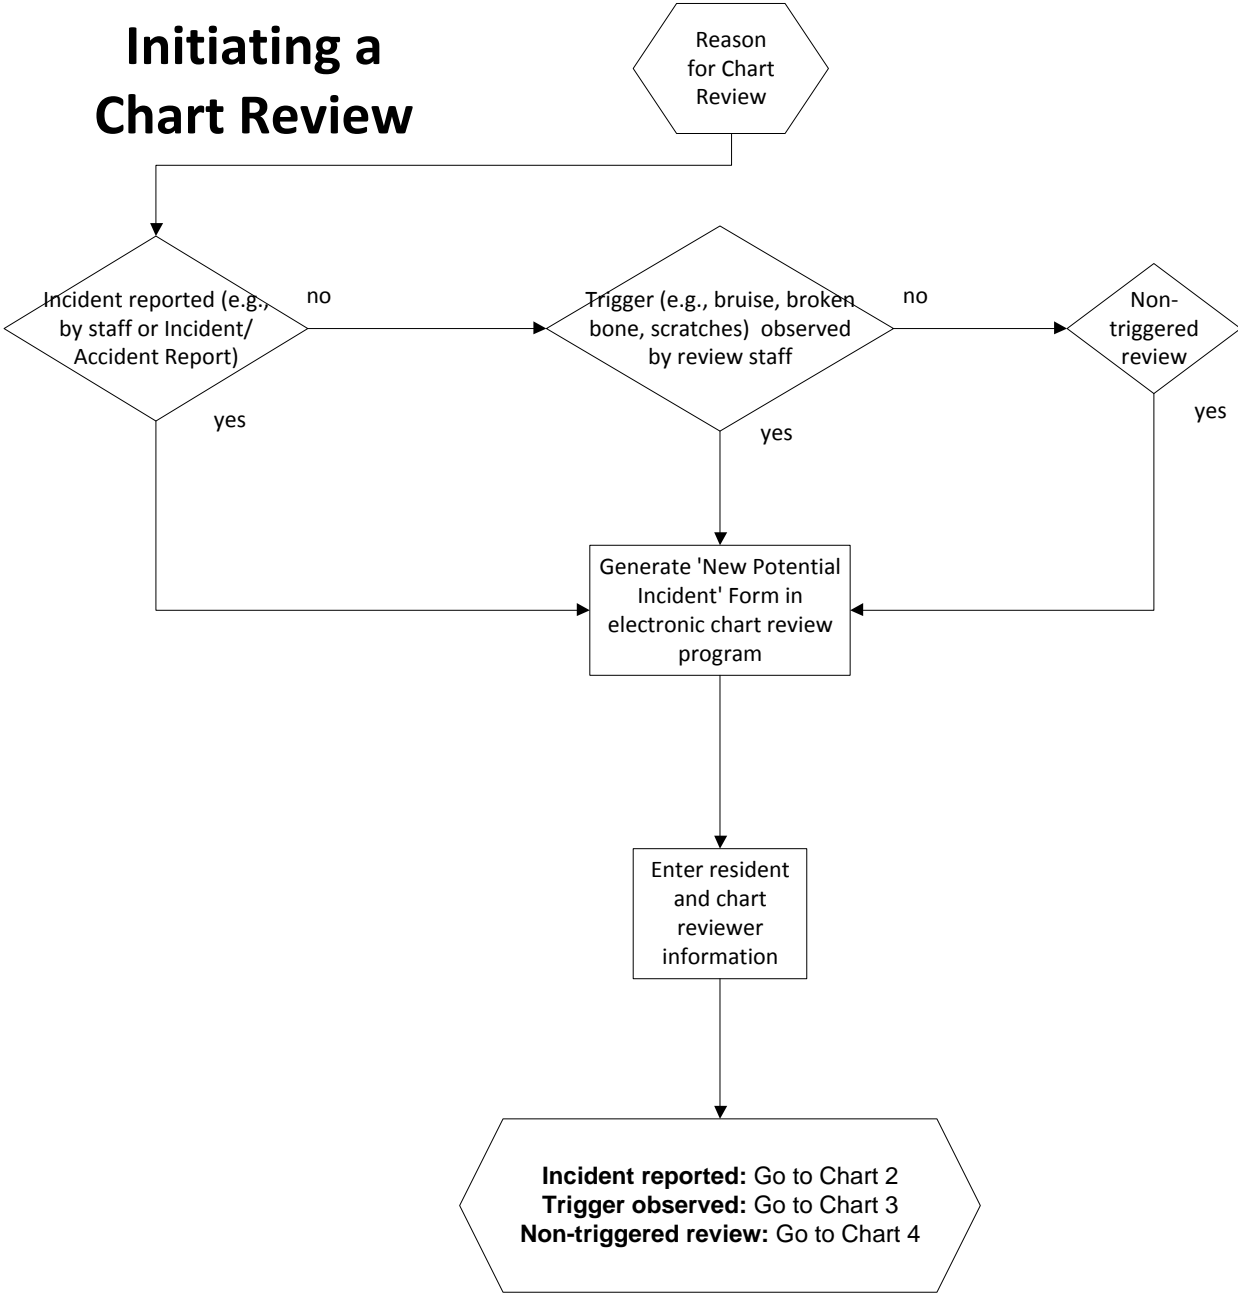 Initiating a
Chart Review
Reason
for Chart
Review
Incident reported (e.g.,
by staff or Incident/
Accident Report)
no
Trigger (e.g., bruise, broken
bone, scratches)  observed
by review staff
no
Non-
triggered
review
yes
yes
yes
Generate 'New Potential
Incident' Form in
electronic chart review
program
Enter resident
and chart
reviewer
information
Incident reported: Go to Chart 2
Trigger observed: Go to Chart 3
Non-triggered review: Go to Chart 4